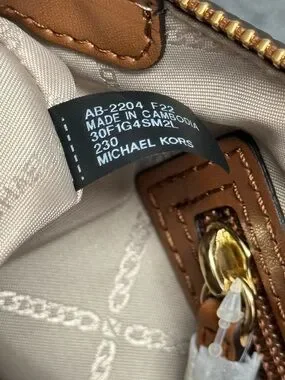 AB-2204 F22
MADE IN CAMBODIA
30F1G4SM2L
230
MICHAEL KORS